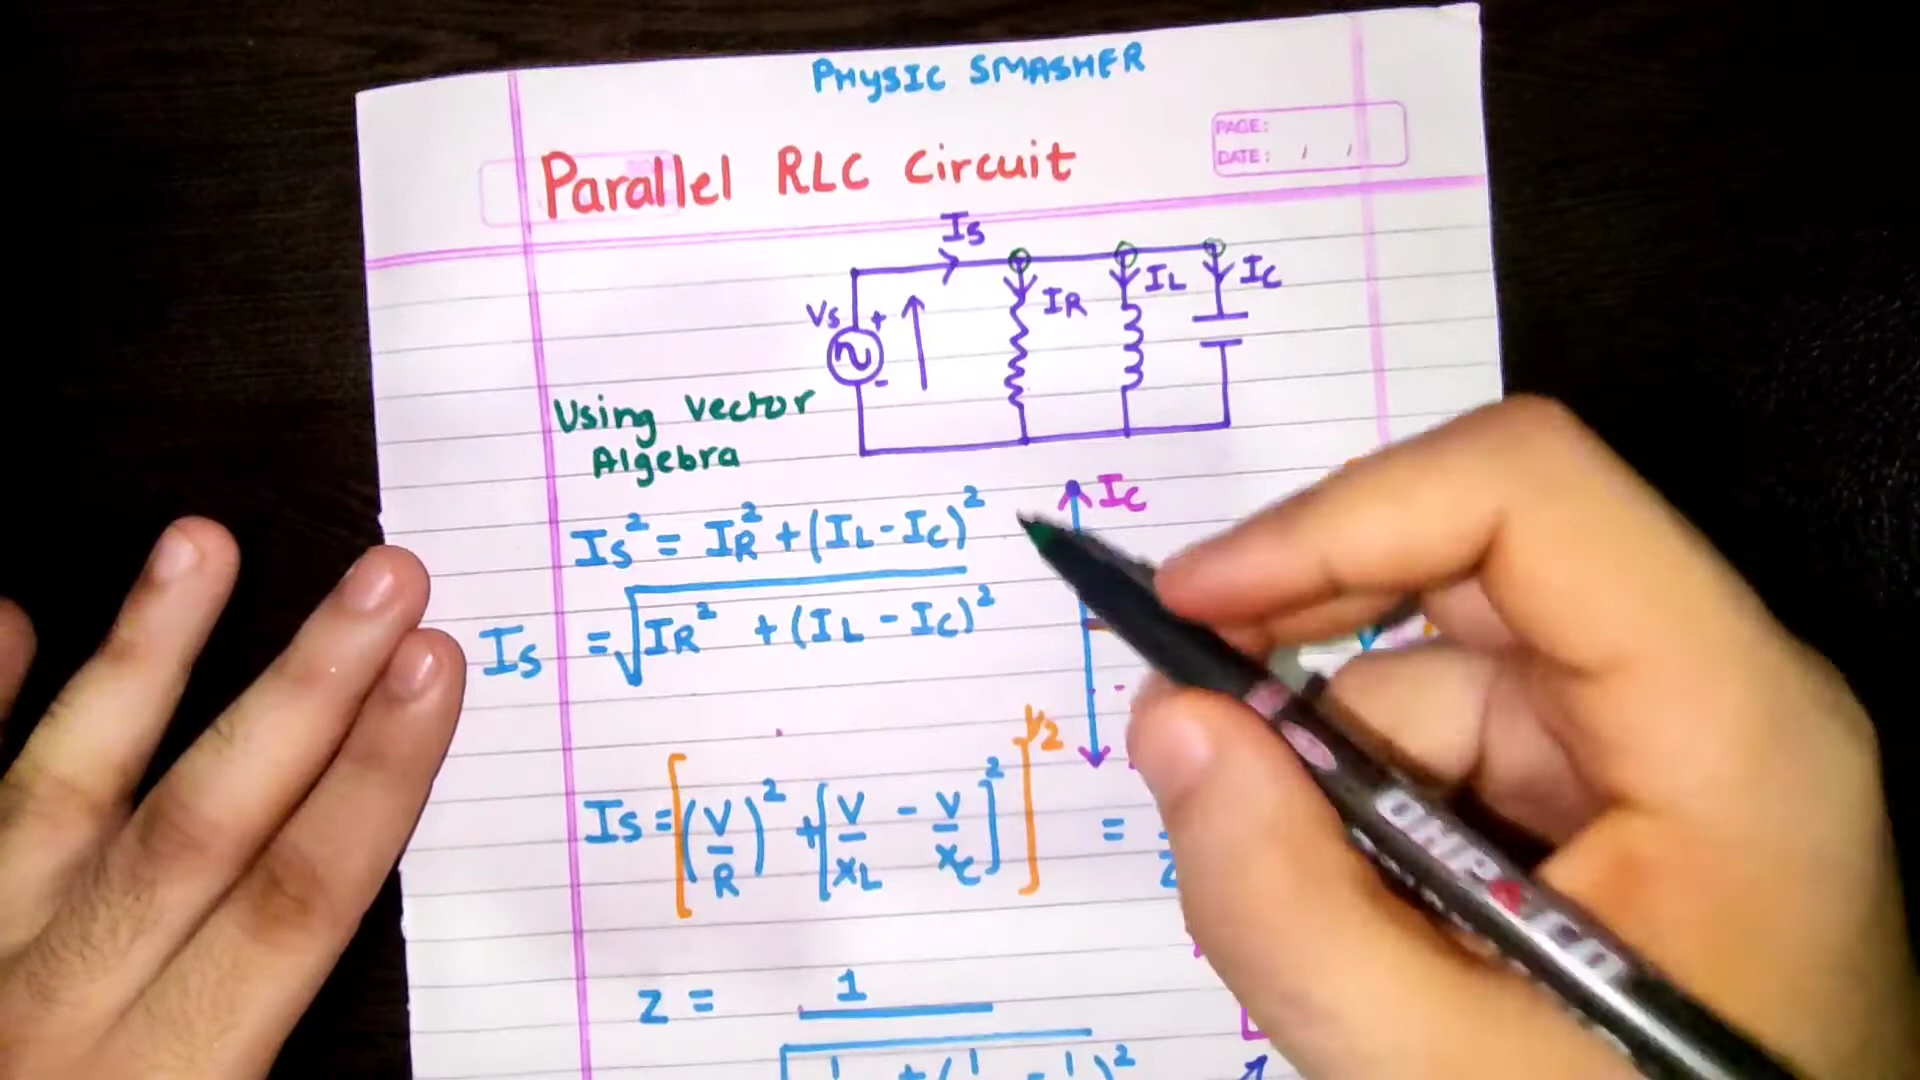 PHYSIC SMASHER
PAGE:
DATE: / /
Parallel RLC Circuit
Is
IR
IL
Ic
Vs
+
-
Using Vector
Algebra
Is² = IR² + (IL - Ic)²
Ic
Is = √IR² + (IL - Ic)²
Is = [(V/R)² + [V/XL - V/Xc]²]^1/2 =
Z = 1